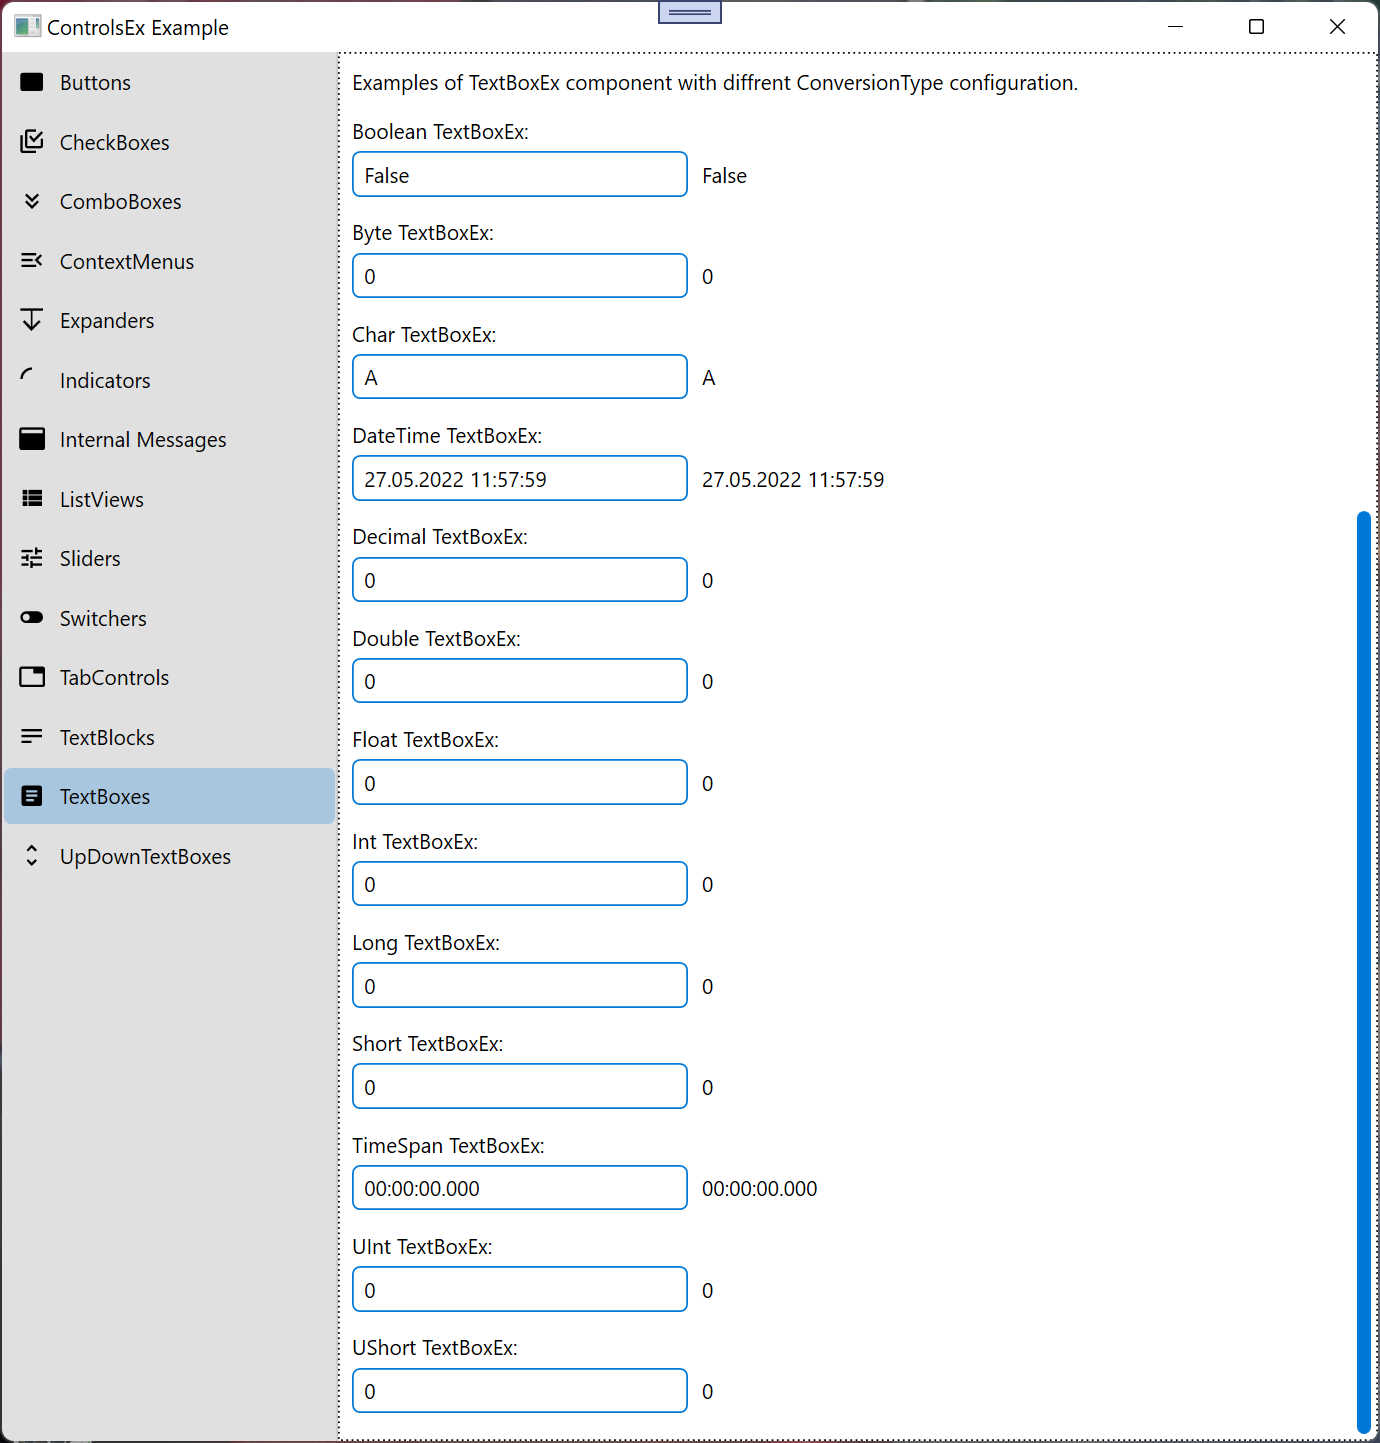 ControlsEx Example
Buttons
CheckBoxes
ComboBoxes
ContextMenus
Expanders
Indicators
Internal Messages
ListViews
Sliders
Switchers
TabControls
TextBlocks
TextBoxes
UpDownTextBoxes
Examples of TextBoxEx component with diffrent ConversionType configuration.
Boolean TextBoxEx:
False False
Byte TextBoxEx:
0 0
Char TextBoxEx:
A A
DateTime TextBoxEx:
27.05.2022 11:57:59 27.05.2022 11:57:59
Decimal TextBoxEx:
0 0
Double TextBoxEx:
0 0
Float TextBoxEx:
0 0
Int TextBoxEx:
0 0
Long TextBoxEx:
0 0
Short TextBoxEx:
0 0
TimeSpan TextBoxEx:
00:00:00.000 00:00:00.000
UInt TextBoxEx:
0 0
UShort TextBoxEx:
0 0